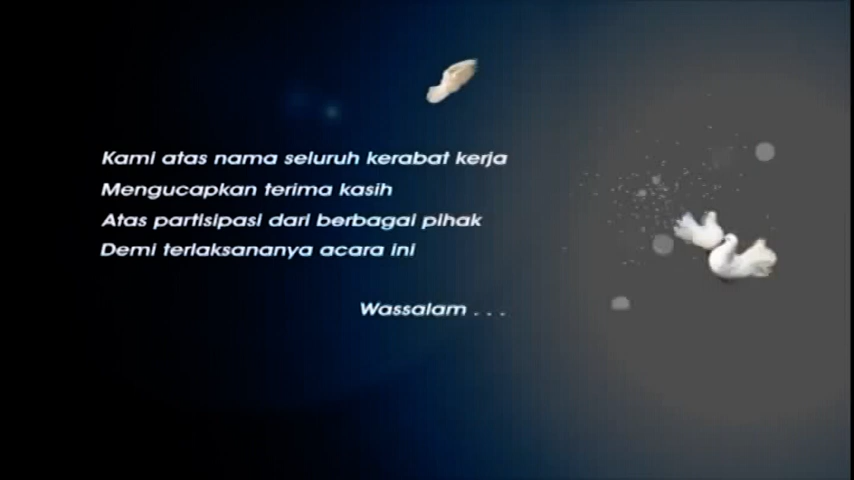 Kami atas nama seluruh kerabat kerja
Mengucapkan terima kasih
Atas partisipasi dari berbagai pihak
Demi terlaksananya acara ini
Wassalam . . .